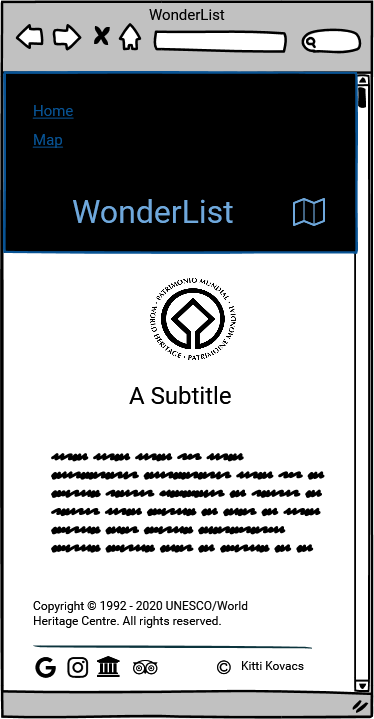 WonderList
Home
Map
WonderList
PATRIMONIO MUNDIAL
WORLD HERITAGE
PATRIMOINE MONDIAL
A Subtitle
Copyright © 1992 - 2020 UNESCO/World
Heritage Centre. All rights reserved.
G
© Kitti Kovacs